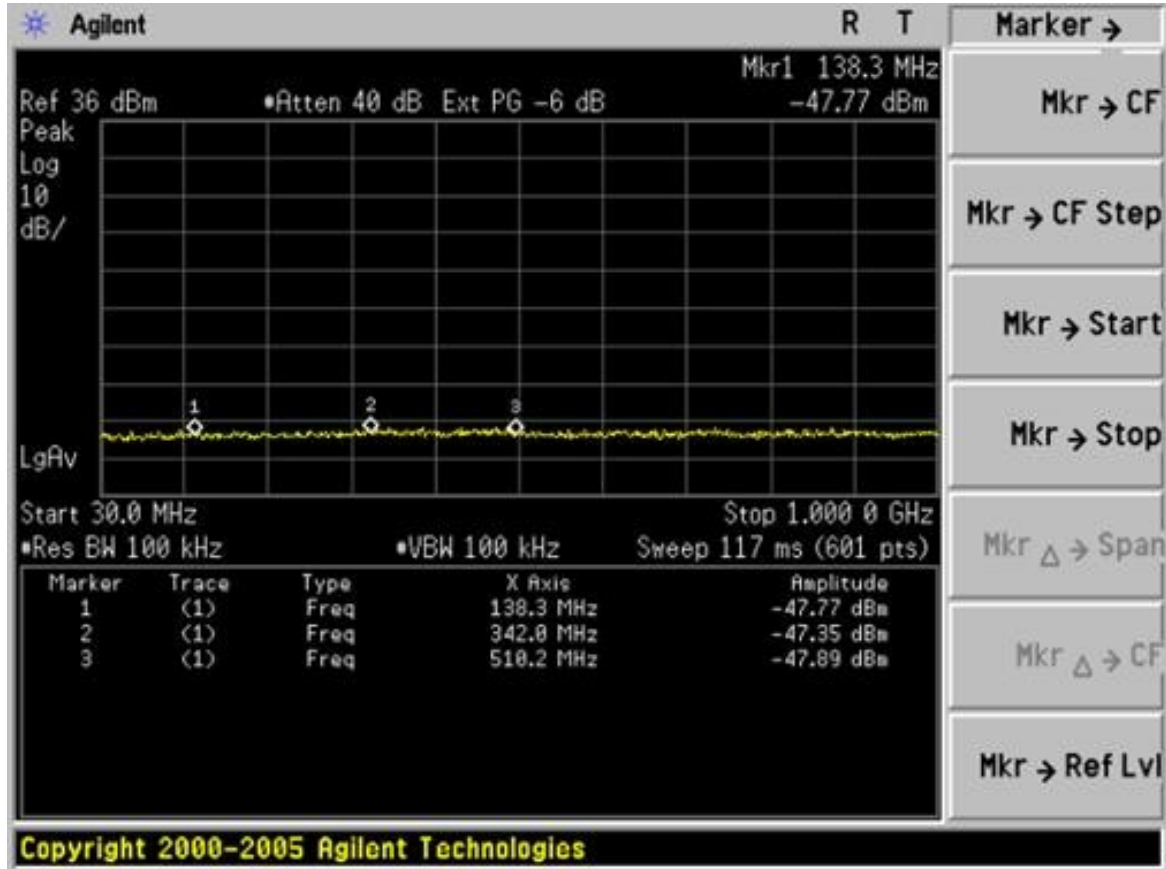 Agilent
R T
Marker →
Mkr1 138.3 MHz
Ref 36 dBm
*Atten 40 dB
Ext PG -6 dB
-47.77 dBm
Peak
Log
10
dB/
1
2
3
LgAv
Start 30.0 MHz
Stop 1.000 0 GHz
*Res BW 100 kHz
*VBW 100 kHz
Sweep 117 ms (601 pts)
Marker Trace Type X Axis Amplitude
1 (1) Freq 138.3 MHz -47.77 dBm
2 (1) Freq 342.0 MHz -47.35 dBm
3 (1) Freq 510.2 MHz -47.89 dBm
Mkr → CF
Mkr → CF Step
Mkr → Start
Mkr → Stop
Mkr Δ → Span
Mkr Δ → CF
Mkr → Ref Lvl
Copyright 2000-2005 Agilent Technologies